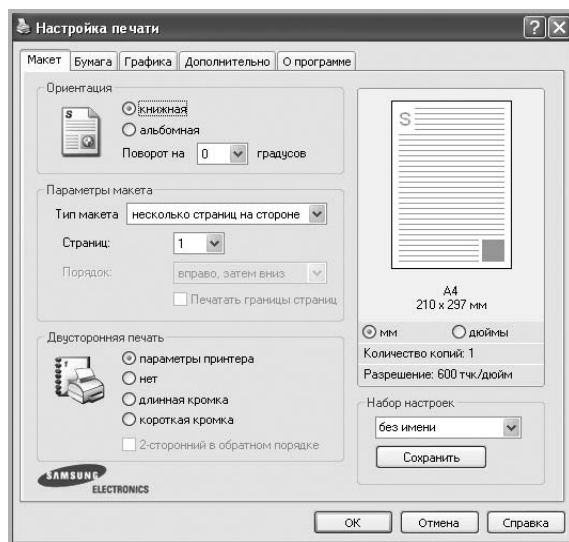 Настройка печати
Макет Бумага Графика Дополнительно О программе
Ориентация
S
книжная
альбомная
Поворот на 0 градусов
Параметры макета
Тип макета несколько страниц на стороне
Страниц: 1
Порядок: вправо, затем вниз
Печатать границы страниц
Двусторонняя печать
1
параметры принтера
нет
длинная кромка
короткая кромка
2-сторонний в обратном порядке
SAMSUNG
ELECTRONICS
S
A4
210 x 297 мм
мм дюймы
Количество копий: 1
Разрешение: 600 тчк/дюйм
Набор настроек
без имени
Сохранить
OK Отмена Справка